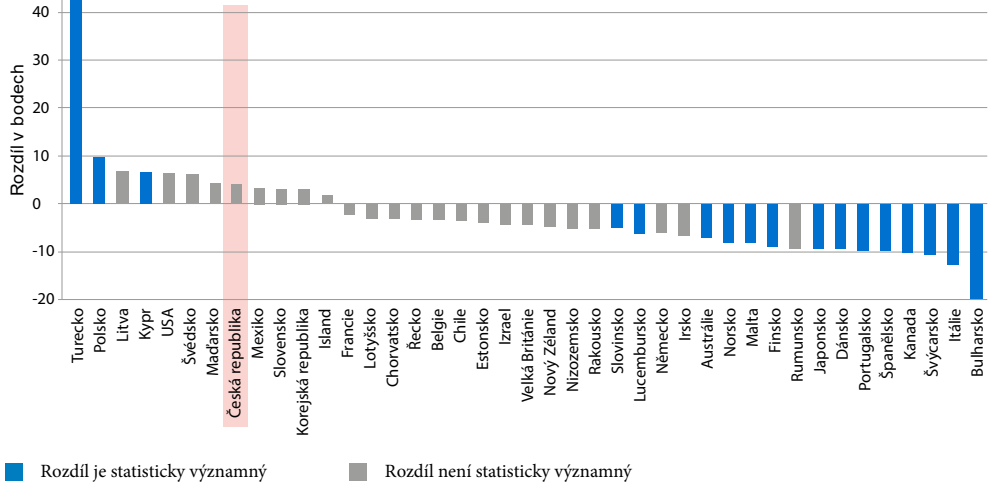 40
30
20
10
0
-10
-20
Rozdíl v bodech
Turecko
Polsko
Litva
Kypr
USA
Švédsko
Maďarsko
Česká republika
Mexiko
Slovensko
Korejská republika
Island
Francie
Lotyšsko
Chorvatsko
Řecko
Belgie
Chile
Estonsko
Izrael
Velká Británie
Nový Zéland
Nizozemsko
Rakousko
Slovinsko
Lucembursko
Německo
Irsko
Austrálie
Norsko
Malta
Finsko
Rumunsko
Japonsko
Dánsko
Portugalsko
Španělsko
Kanada
Švýcarsko
Itálie
Bulharsko
Rozdíl je statisticky významný
Rozdíl není statisticky významný